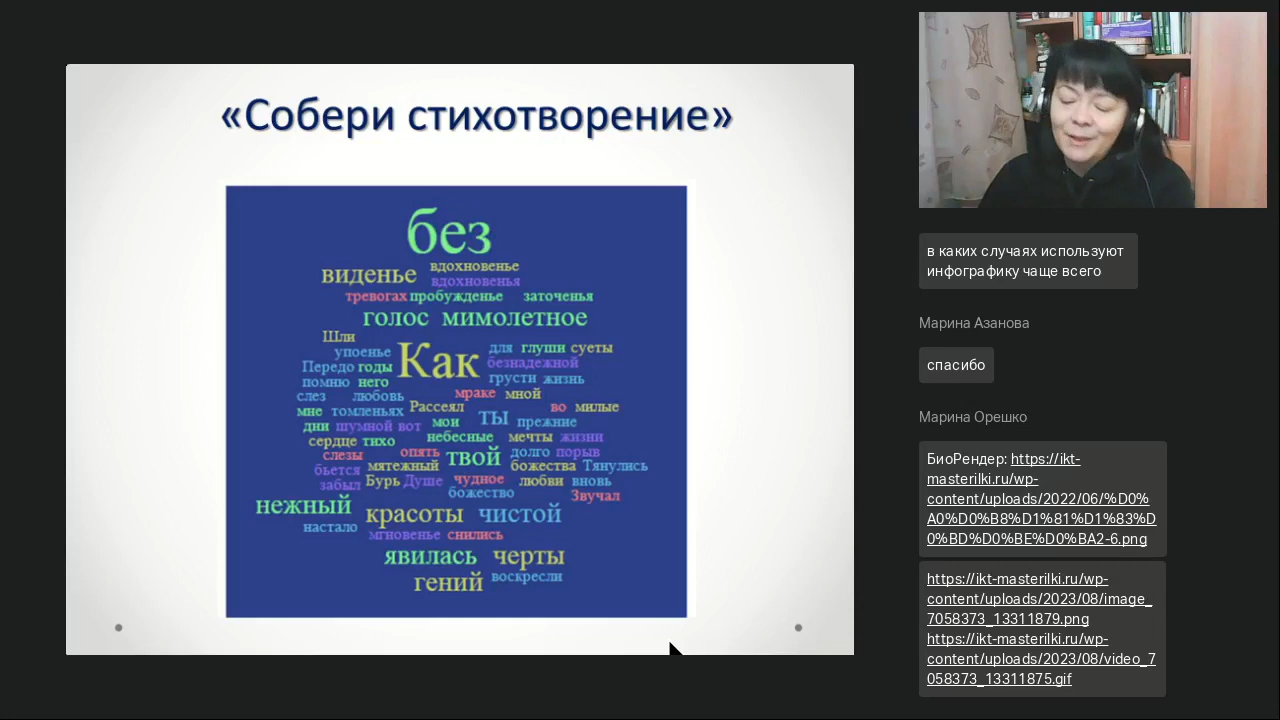 «Собери стихотворение»
без
виденье вдохновенье
вдохновенья
тревогах пробужденье заточенья
голос мимолетное
Шли
упоенье Как для глуши суеты
Передо годы безнадежной
помню него грусти жизнь
слез любовь мраке мной
мне томленьях Рассеял ты во милые
дни шумной вот мои прежние
сердце тихо небесные мечты жизни
слезы опять твой долго порыв
бьется мятежный божества Тянулись
забыл Бурь Душе чудное любви вновь
божество Звучал
нежный красоты чистой
настало мгновенье снились
явилась черты
гений воскресли
в каких случаях используют
инфографику чаще всего
Марина Азанова
спасибо
Марина Орешко
БиоРендер: https://ikt-
masterilki.ru/wp-
content/uploads/2022/06/%D0%
A0%D0%B8%D1%81%D1%83%D
0%BD%D0%BE%D0%BA2-6.png
https://ikt-masterilki.ru/wp-
content/uploads/2023/08/image_
7058373_13311879.png
https://ikt-masterilki.ru/wp-
content/uploads/2023/08/video_7
058373_13311875.gif